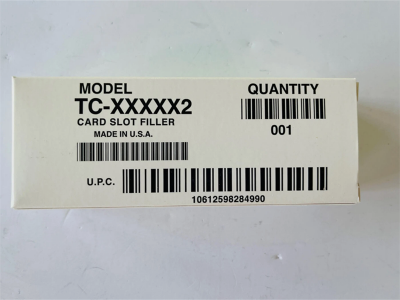 MODEL
TC-XXXXX2
CARD SLOT FILLER
MADE IN U.S.A.
QUANTITY
001
U.P.C.
10612598284990